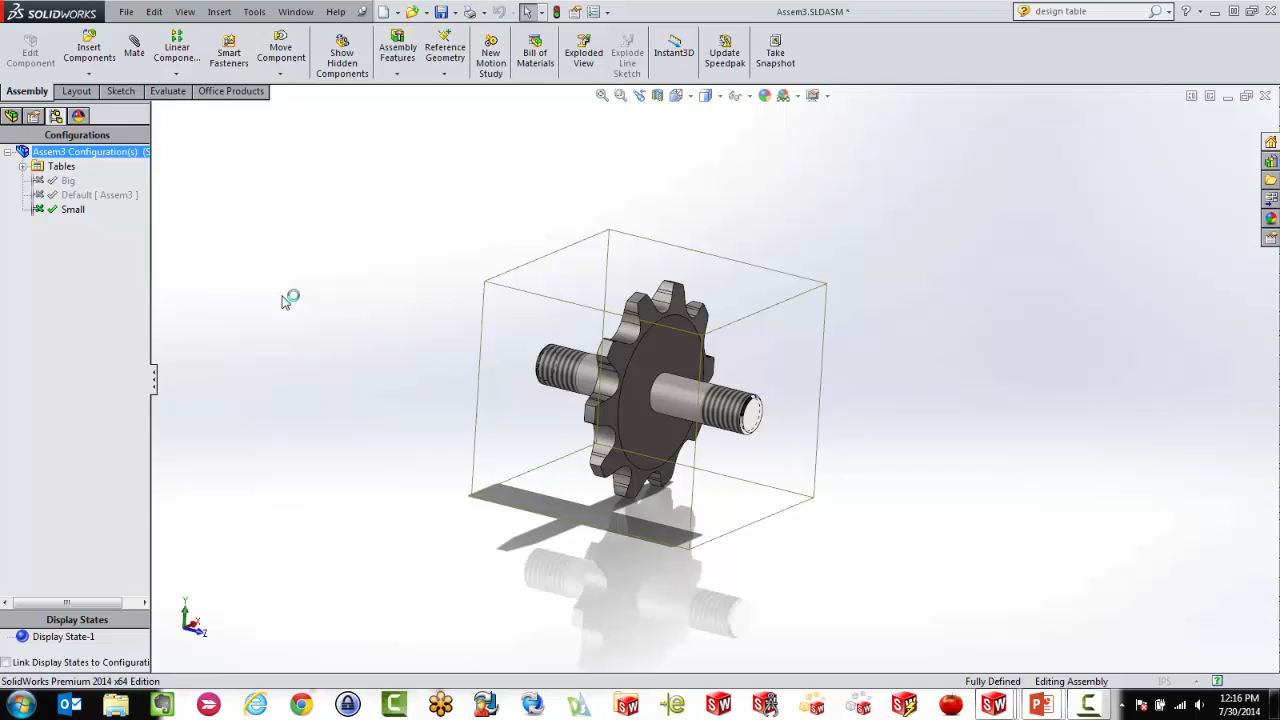 SOLIDWORKS File Edit View Insert Tools Window Help Assem3.SLDASM * design table
Edit Component
Insert Components
Mate
Linear Compone...
Smart Fasteners
Move Component
Show Hidden Components
Assembly Features
Reference Geometry
New Motion Study
Bill of Materials
Exploded View
Explode Line Sketch
Instant3D
Update Speedpak
Take Snapshot
Assembly Layout Sketch Evaluate Office Products
Configurations
Assem3 Configuration(s) (S
Tables
Big
Default [ Assem3 ]
Small
Y
X
Z
Display States
Display State-1
Link Display States to Configurati
SolidWorks Premium 2014 x64 Edition Fully Defined Editing Assembly IPS
12:16 PM
7/30/2014